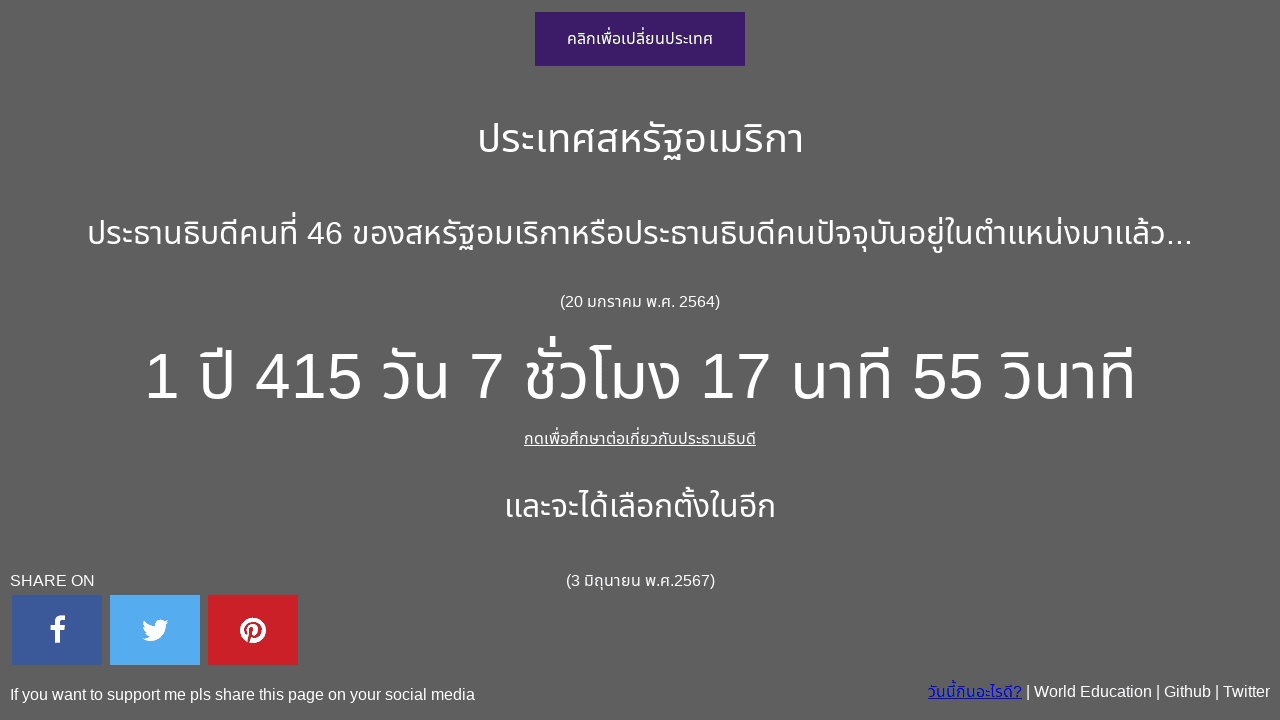 คลิกเพื่อเปลี่ยนประเทศ
ประเทศสหรัฐอเมริกา
ประธานธิบดีคนที่ 46 ของสหรัฐอมเริกาหรือประธานธิบดีคนปัจจุบันอยู่ในตำแหน่งมาแล้ว...
(20 มกราคม พ.ศ. 2564)
1 ปี 415 วัน 7 ชั่วโมง 17 นาที 55 วินาที
กดเพื่อศึกษาต่อเกี่ยวกับประธานธิบดี
และจะได้เลือกตั้งในอีก
(3 มิถุนายน พ.ศ.2567)
SHARE ON
If you want to support me pls share this page on your social media
วันนี้กินอะไรดี? | World Education | Github | Twitter